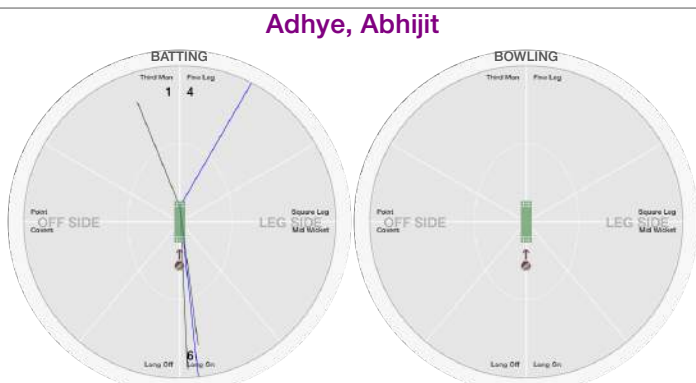 Adhye, Abhijit
BATTING
Third Man Fine Leg
1 4
Point
OFF SIDE
Covers
Square Leg
LEG SIDE
Mid Wicket
6
Long Off Long On
BOWLING
Third Man Fine Leg
Point
OFF SIDE
Covers
Square Leg
LEG SIDE
Mid Wicket
Long Off Long On